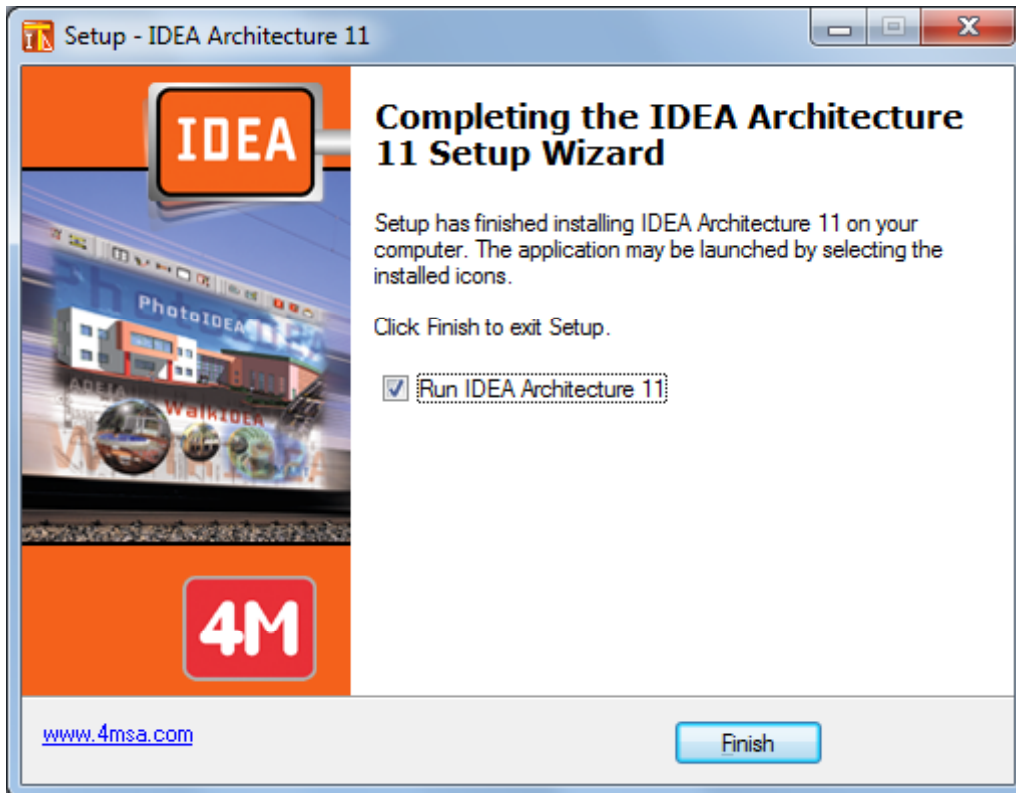 Setup - IDEA Architecture 11
IDEA
Completing the IDEA Architecture
11 Setup Wizard
Setup has finished installing IDEA Architecture 11 on your
computer. The application may be launched by selecting the
installed icons.
Click Finish to exit Setup.
Run IDEA Architecture 11
PhotoIDEA
WalkIDEA
4M
www.4msa.com
Finish